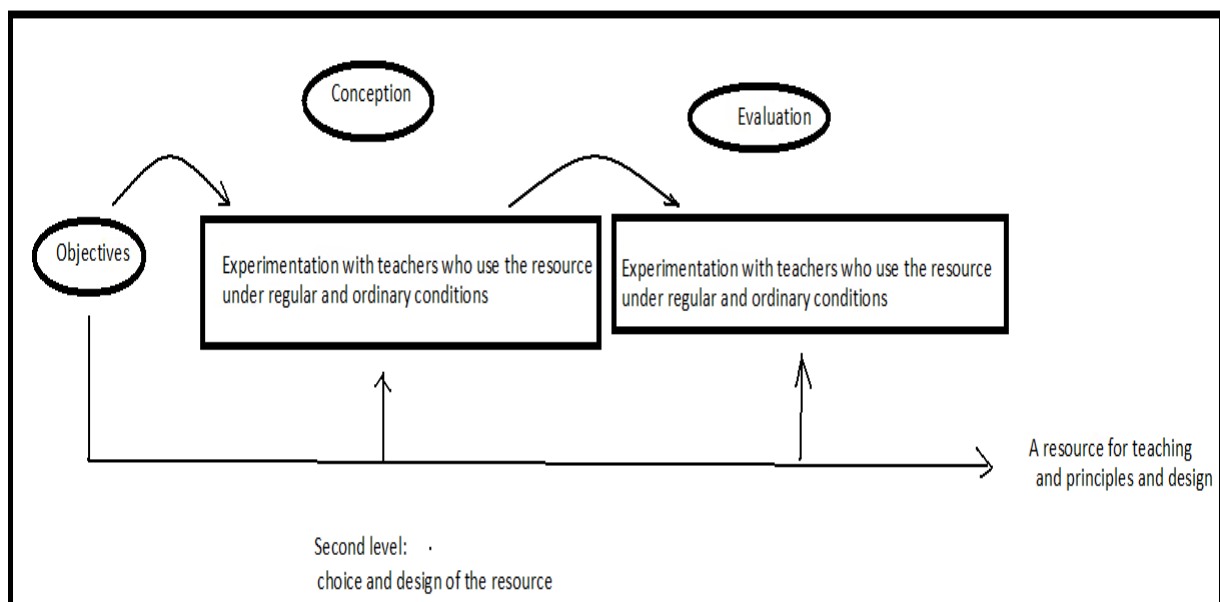 Conception
Evaluation
Objectives
Experimentation with teachers who use the resource
under regular and ordinary conditions
Experimentation with teachers who use the resource
under regular and ordinary conditions
A resource for teaching
and principles and design
Second level:
choice and design of the resource